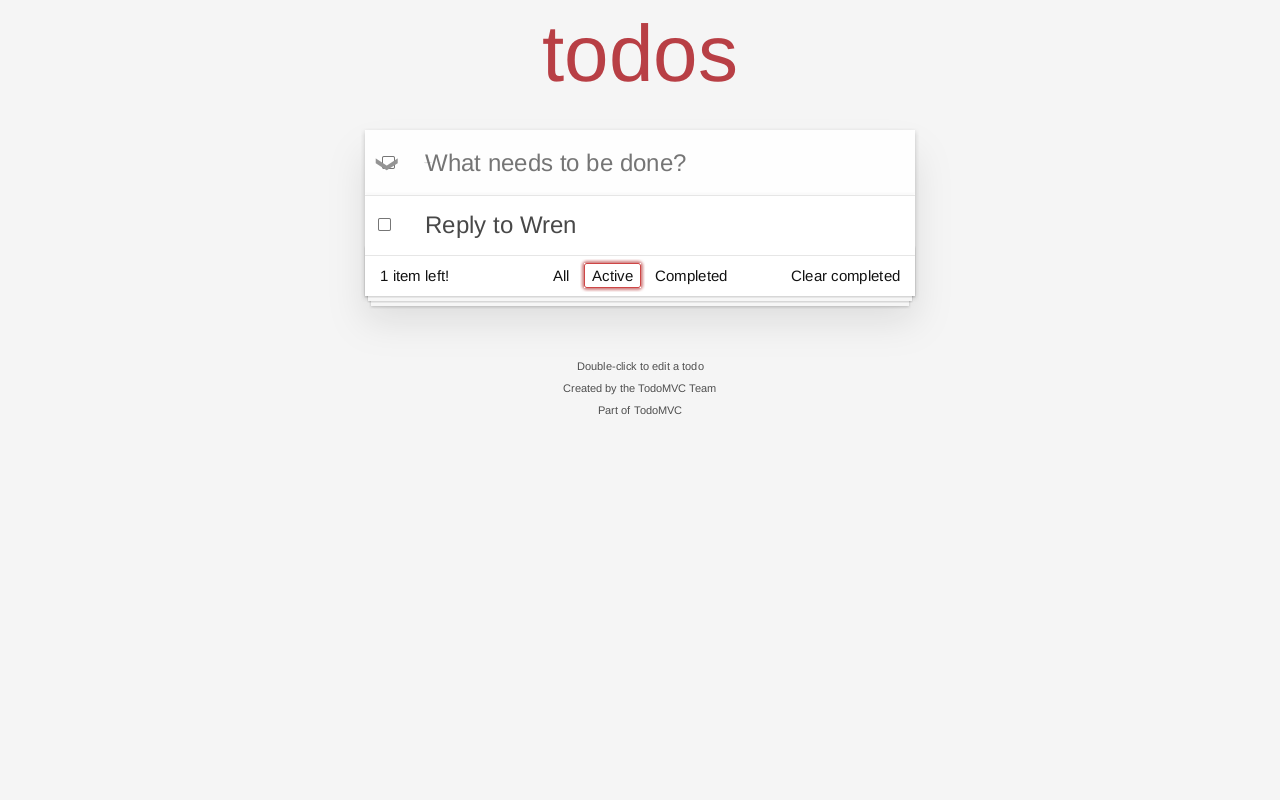 todos
What needs to be done?
Reply to Wren
1 item left! All Active Completed Clear completed
Double-click to edit a todo
Created by the TodoMVC Team
Part of TodoMVC